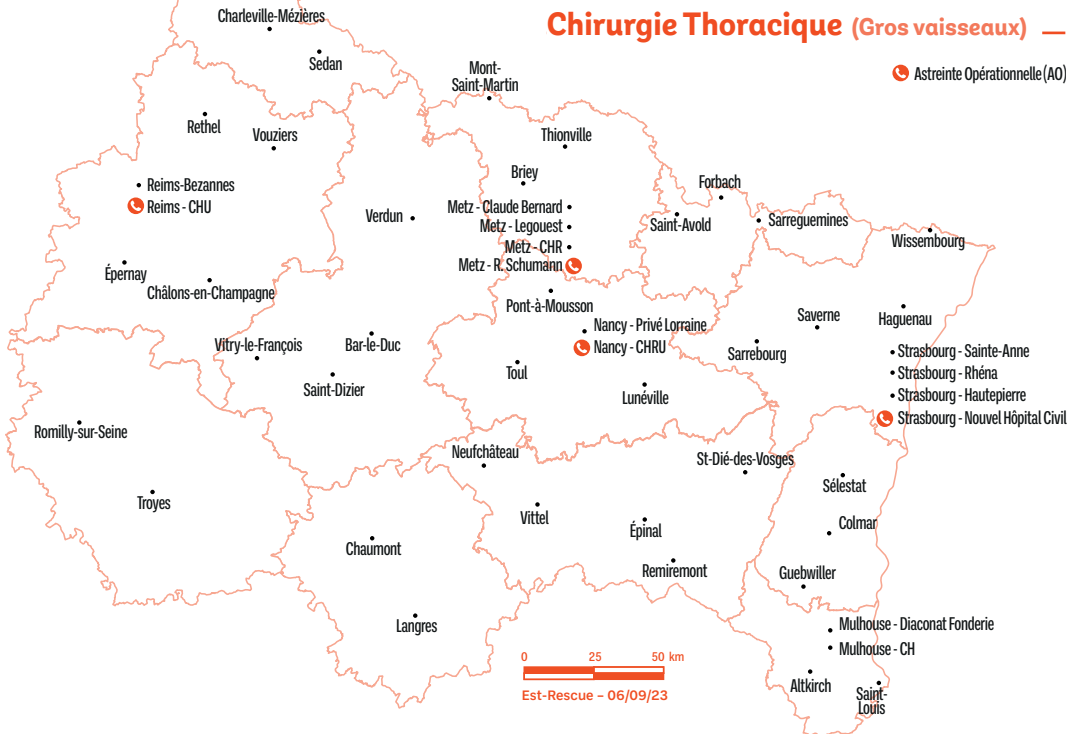 Chirurgie Thoracique (Gros vaisseaux)
Astreinte Opérationnelle (AO)
Charleville-Mézières
Sedan
Mont-
Saint-Martin
Rethel
Vouziers
Thionville
Briey
Forbach
Reims-Bezannes
Reims - CHU
Verdun
Metz - Claude Bernard
Metz - Legouest
Metz - CHR
Metz - R. Schumann
Saint-Avold
Sarreguemines
Wissembourg
Épernay
Châlons-en-Champagne
Pont-à-Mousson
Saverne
Haguenau
Vitry-le-François
Bar-le-Duc
Nancy - Privé Lorraine
Nancy - CHRU
Sarrebourg
Strasbourg - Sainte-Anne
Strasbourg - Rhéna
Strasbourg - Hautepierre
Strasbourg - Nouvel Hôpital Civil
Saint-Dizier
Toul
Lunéville
Romilly-sur-Seine
Neufchâteau
St-Dié-des-Vosges
Troyes
Vittel
Épinal
Sélestat
Colmar
Chaumont
Remiremont
Guebwiller
Langres
Mulhouse - Diaconat Fonderie
Mulhouse - CH
Altkirch
Saint-
Louis
0 25 50 km
Est-Rescue – 06/09/23